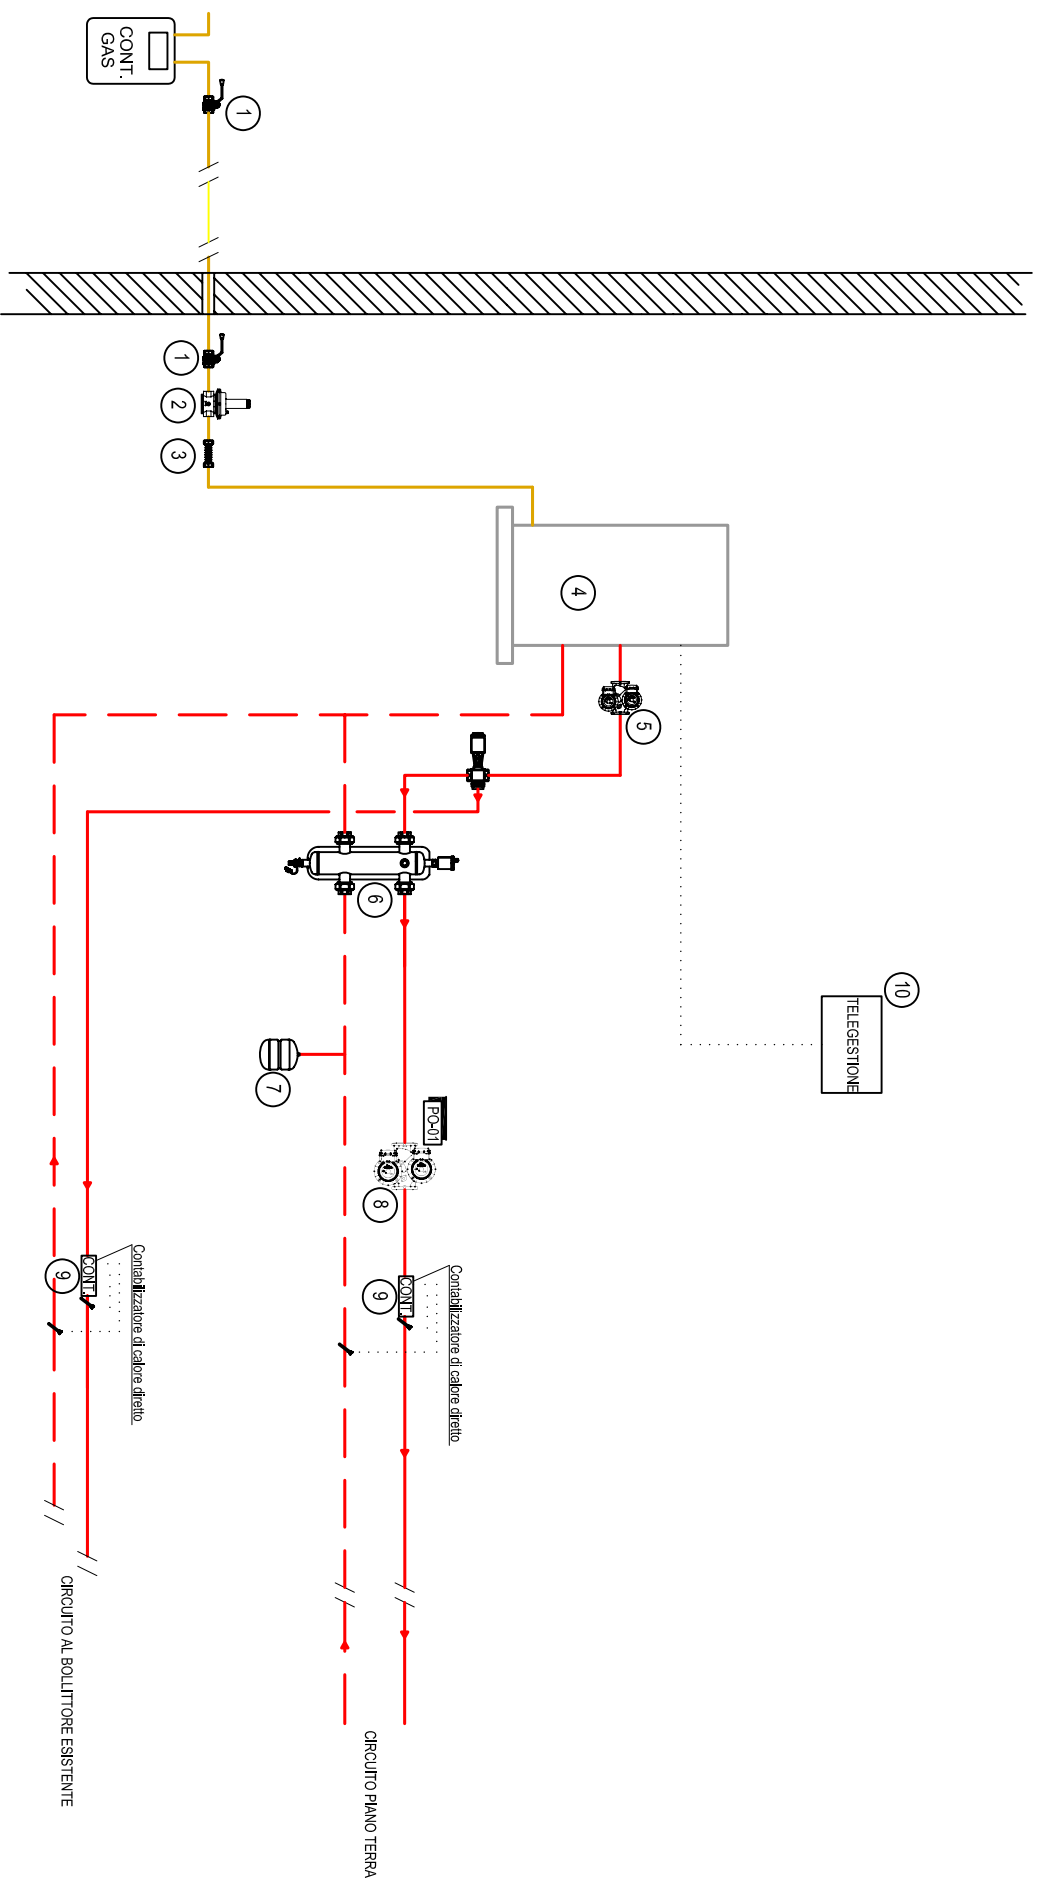 CONT.
GAS
1
1
2
3
4
5
6
7
8
9
9
10
TELEGESTIONE
PO-01
CONT.
CONT.
Contabilizzatore di calore diretto
Contabilizzatore di calore diretto
CIRCUITO PIANO TERRA
CIRCUITO AL BOLLITTORE ESISTENTE